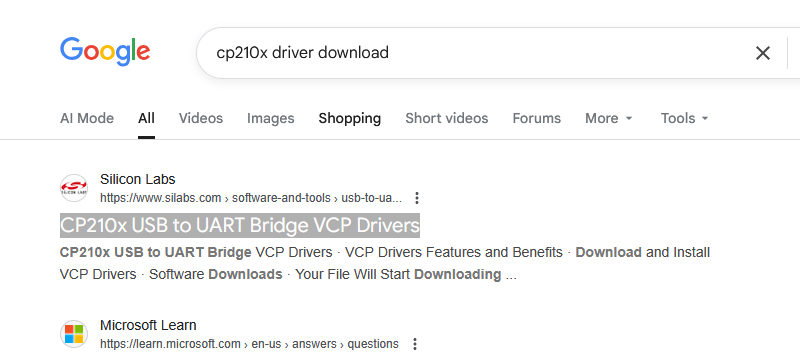 Google
cp210x driver download
AI Mode All Videos Images Shopping Short videos Forums More Tools
Silicon Labs
https://www.silabs.com › software-and-tools › usb-to-ua...
CP210x USB to UART Bridge VCP Drivers
CP210x USB to UART Bridge VCP Drivers · VCP Drivers Features and Benefits · Download and Install
VCP Drivers · Software Downloads · Your File Will Start Downloading ...
Microsoft Learn
https://learn.microsoft.com › en-us › answers › questions